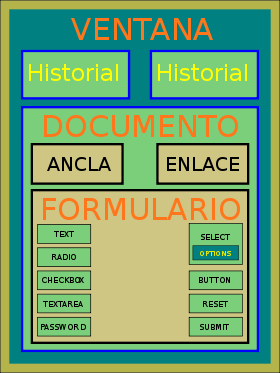 VENTANA
Historial Historial
DOCUMENTO
ANCLA ENLACE
FORMULARIO
TEXT
RADIO
CHECKBOX
TEXTAREA
PASSWORD
SELECT
OPTIONS
BUTTON
RESET
SUBMIT